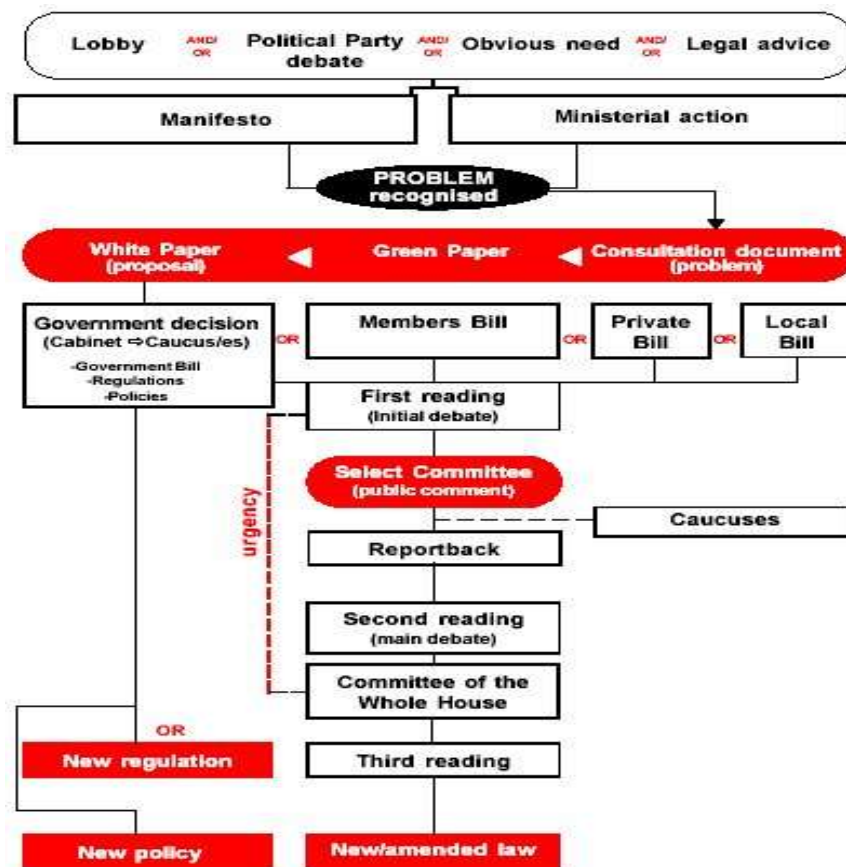 Lobby AND/ OR Political Party debate AND/ OR Obvious need AND/ OR Legal advice
Manifesto
Ministerial action
PROBLEM
recognised
White Paper
(proposal)
Green Paper
Consultation document
(problem)
Government decision
(Cabinet ⇨Caucus/es)
-Government Bill
-Regulations
-Policies
OR
Members Bill
OR
Private
Bill
OR
Local
Bill
First reading
(Initial debate)
urgency
Select Committee
(public comment)
Caucuses
Reportback
Second reading
(main debate)
Committee of the
Whole House
OR
New regulation
Third reading
New policy
New/amended law